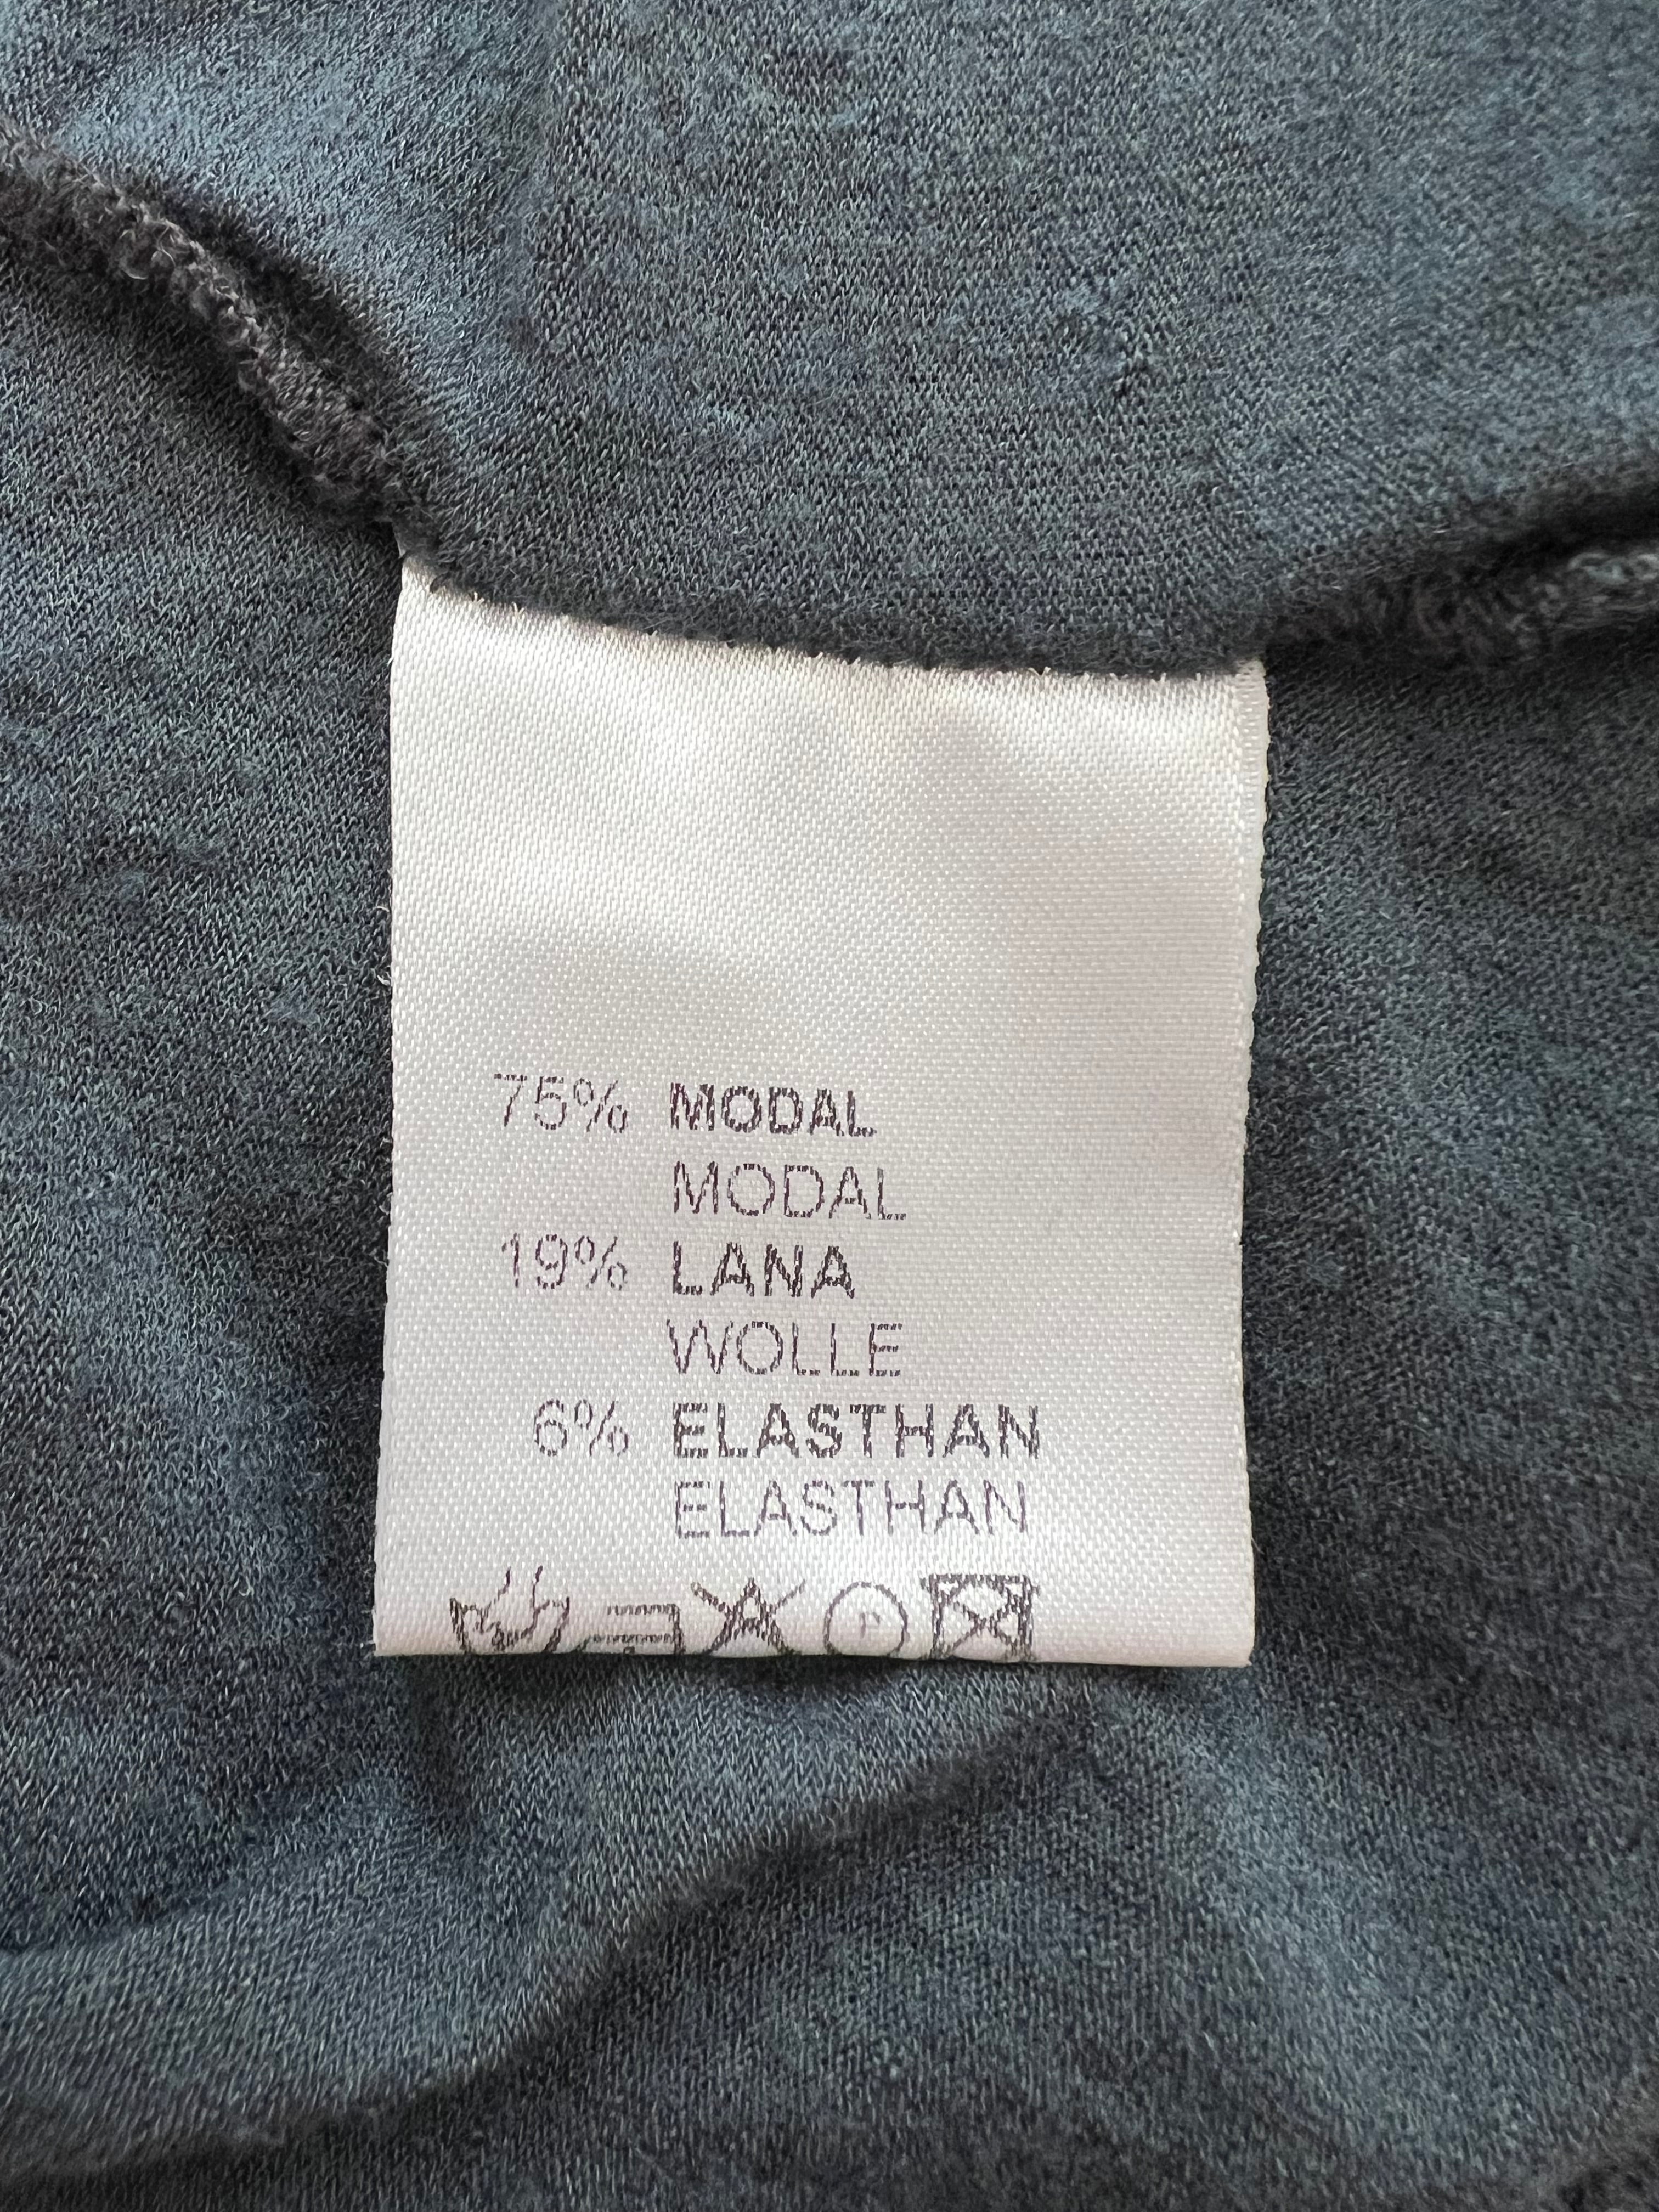 75% MODAL
MODAL
19% LANA
WOLLE
6% ELASTHAN
ELASTHAN
P